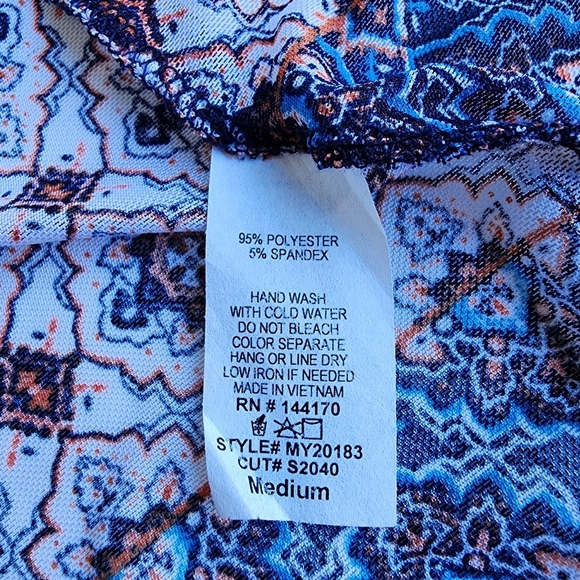 95% POLYESTER
5% SPANDEX
HAND WASH
WITH COLD WATER
DO NOT BLEACH
COLOR SEPARATE
HANG OR LINE DRY
LOW IRON IF NEEDED
MADE IN VIETNAM
RN # 144170
STYLE# MY20183
CUT# S2040
Medium